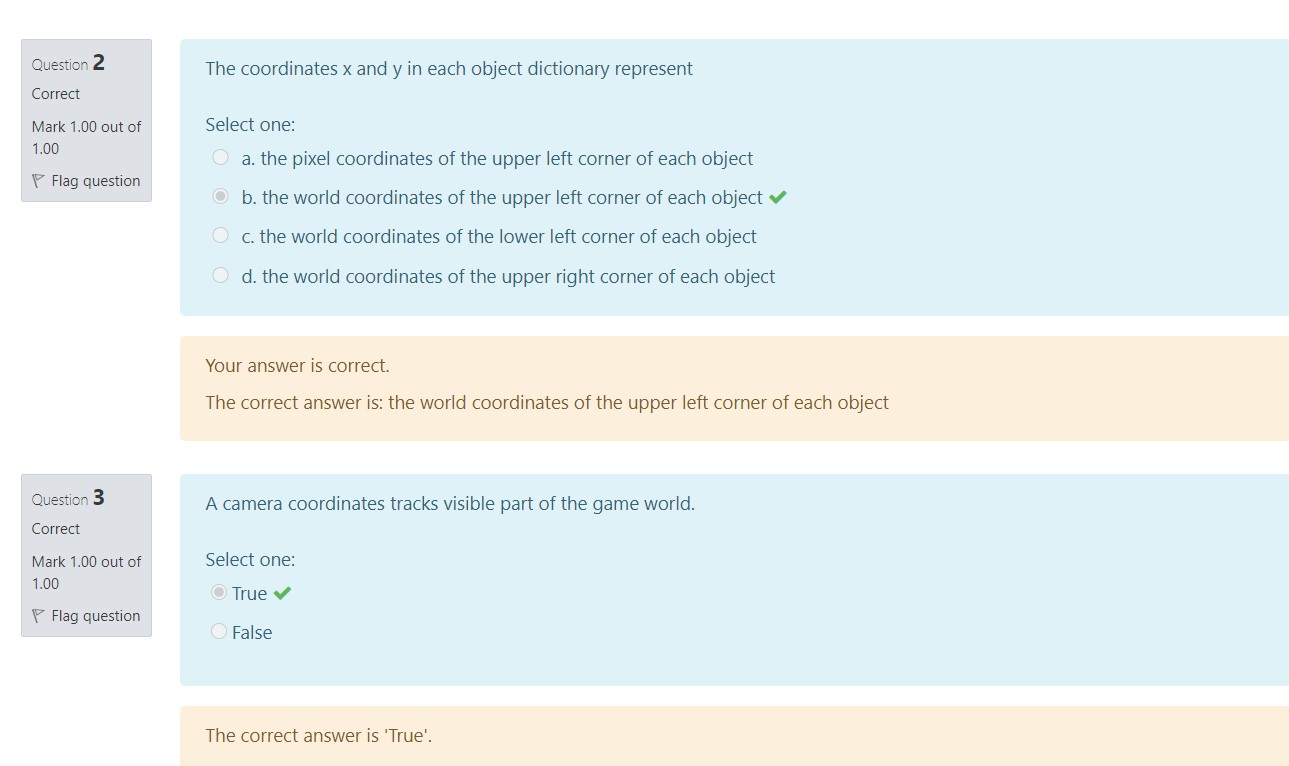 Question 2
Correct
Mark 1.00 out of
1.00
Flag question
The coordinates x and y in each object dictionary represent
Select one:
a. the pixel coordinates of the upper left corner of each object
b. the world coordinates of the upper left corner of each object
c. the world coordinates of the lower left corner of each object
d. the world coordinates of the upper right corner of each object
Your answer is correct.
The correct answer is: the world coordinates of the upper left corner of each object
Question 3
Correct
Mark 1.00 out of
1.00
Flag question
A camera coordinates tracks visible part of the game world.
Select one:
True
False
The correct answer is 'True'.